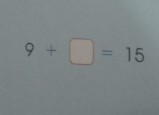 9 + □ = 15